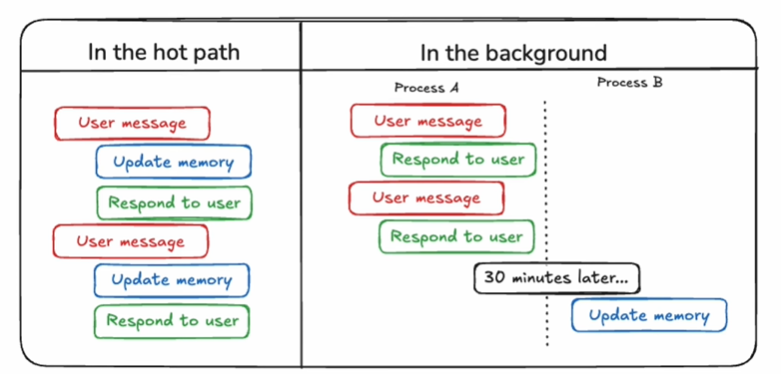 In the hot path
User message
Update memory
Respond to user
User message
Update memory
Respond to user
In the background
Process A
Process B
User message
Respond to user
User message
Respond to user
30 minutes later...
Update memory